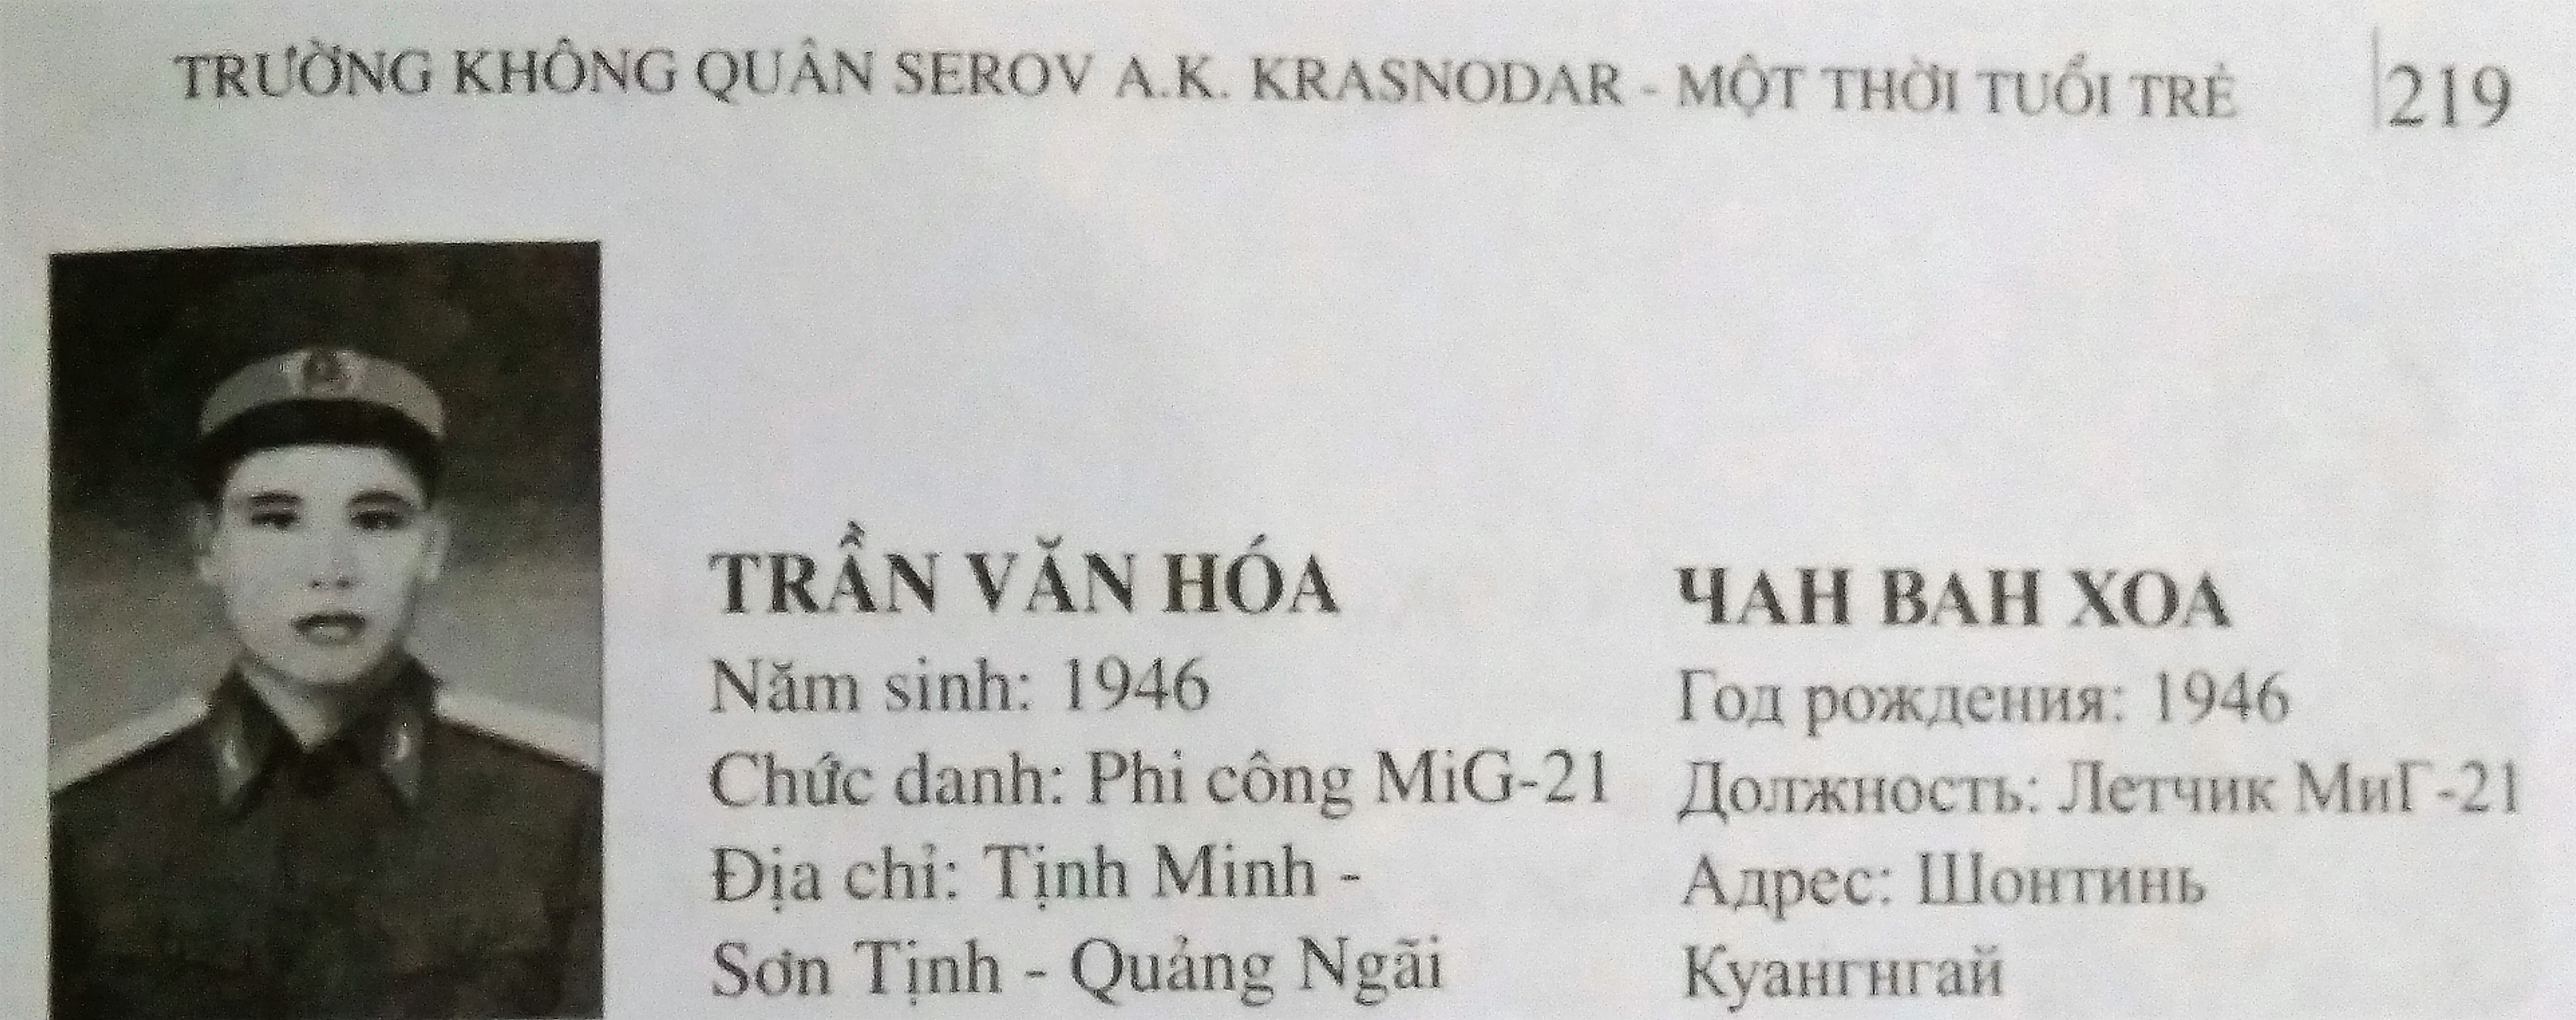 TRƯỜNG KHÔNG QUÂN SEROV A.K. KRASNODAR - MỘT THỜI TUỔI TRẺ 219
TRẦN VĂN HÓA
Năm sinh: 1946
Chức danh: Phi công MiG-21
Địa chỉ: Tịnh Minh -
Sơn Tịnh - Quảng Ngãi
ЧАН ВАН ХОА
Год рождения: 1946
Должность: Летчик МиГ-21
Адрес: Шонтинь
Куангнгай